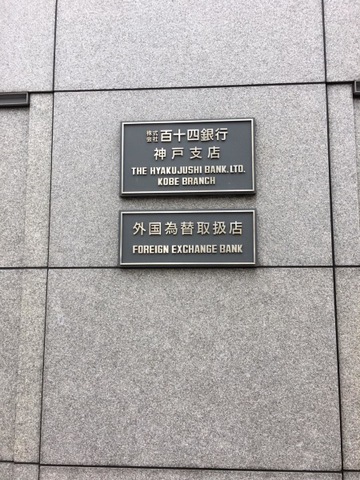 株式会社百十四銀行
神戸支店
THE HYAKUJUSHI BANK, LTD.
KOBE BRANCH
外国為替取扱店
FOREIGN EXCHANGE BANK